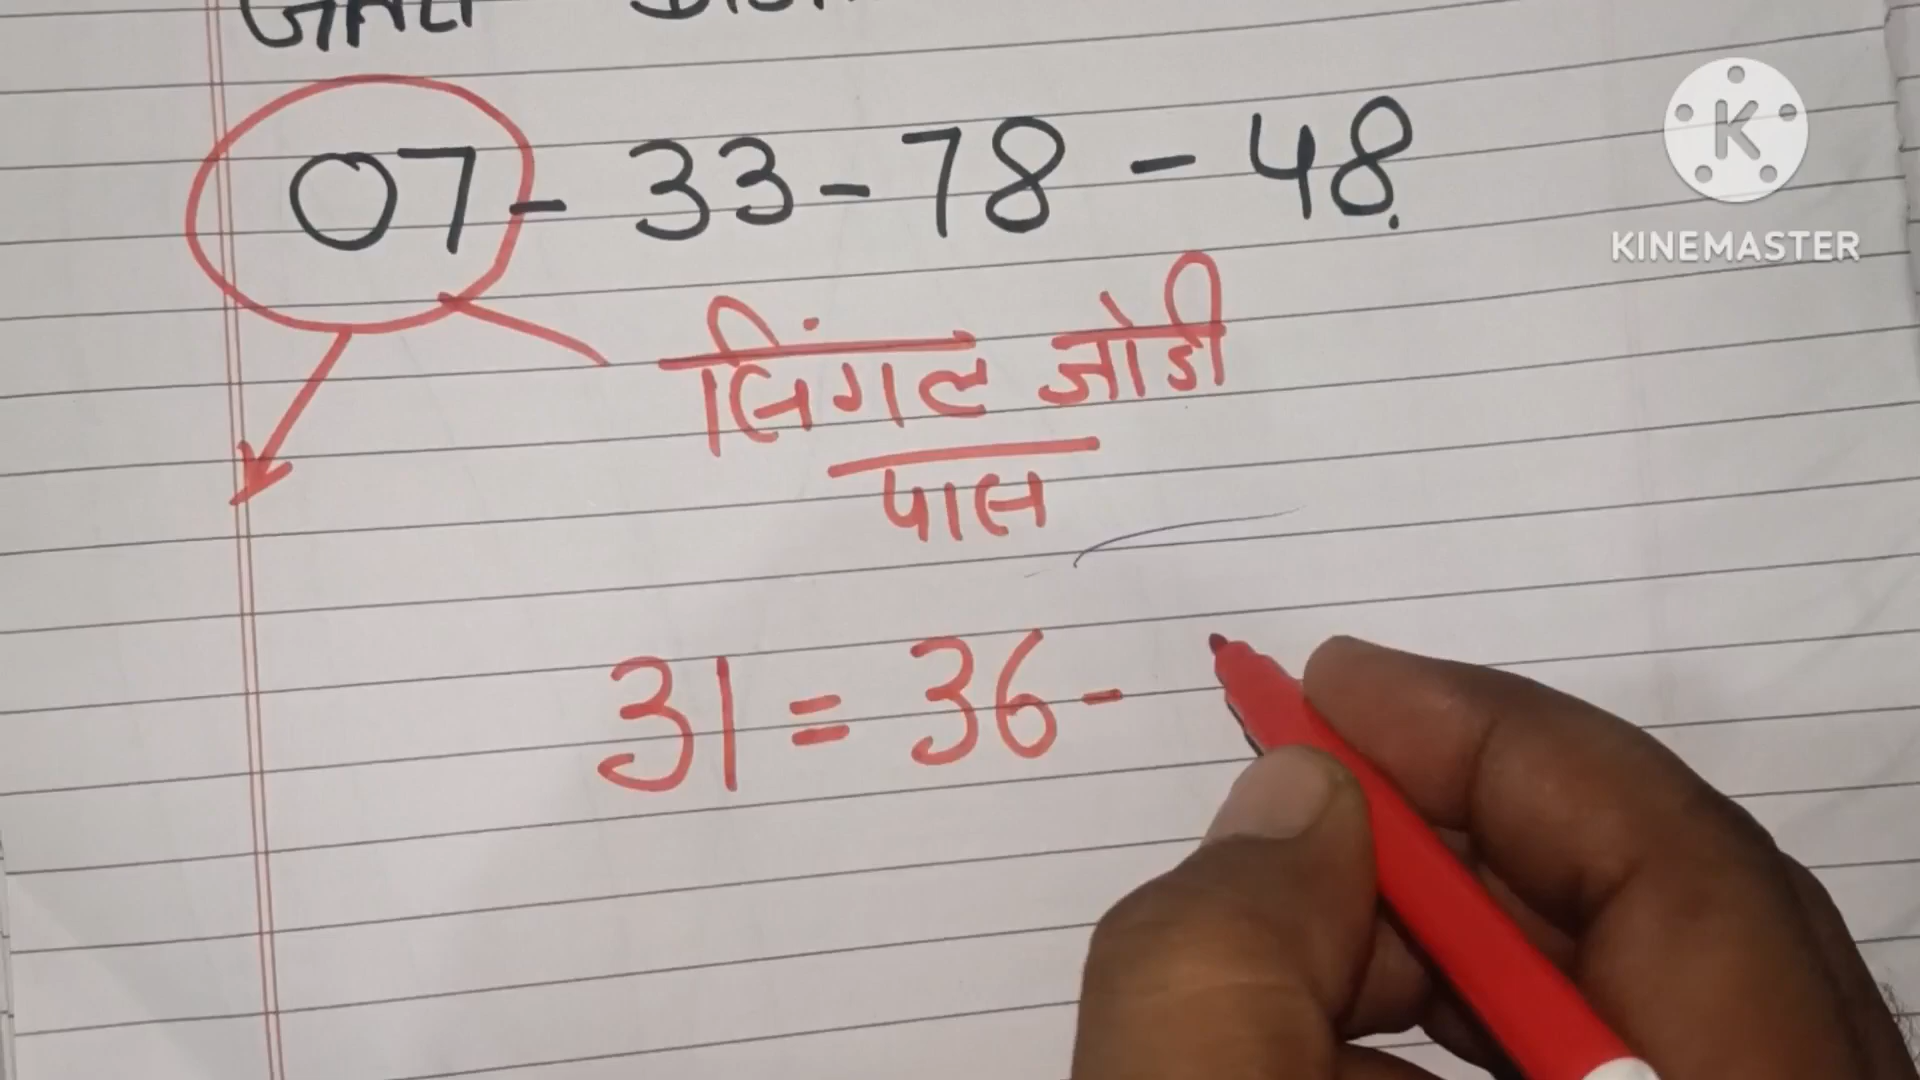 07 - 33 - 78 - 48
KINEMASTER
सिंगल जोडी
पास
31 = 36 -